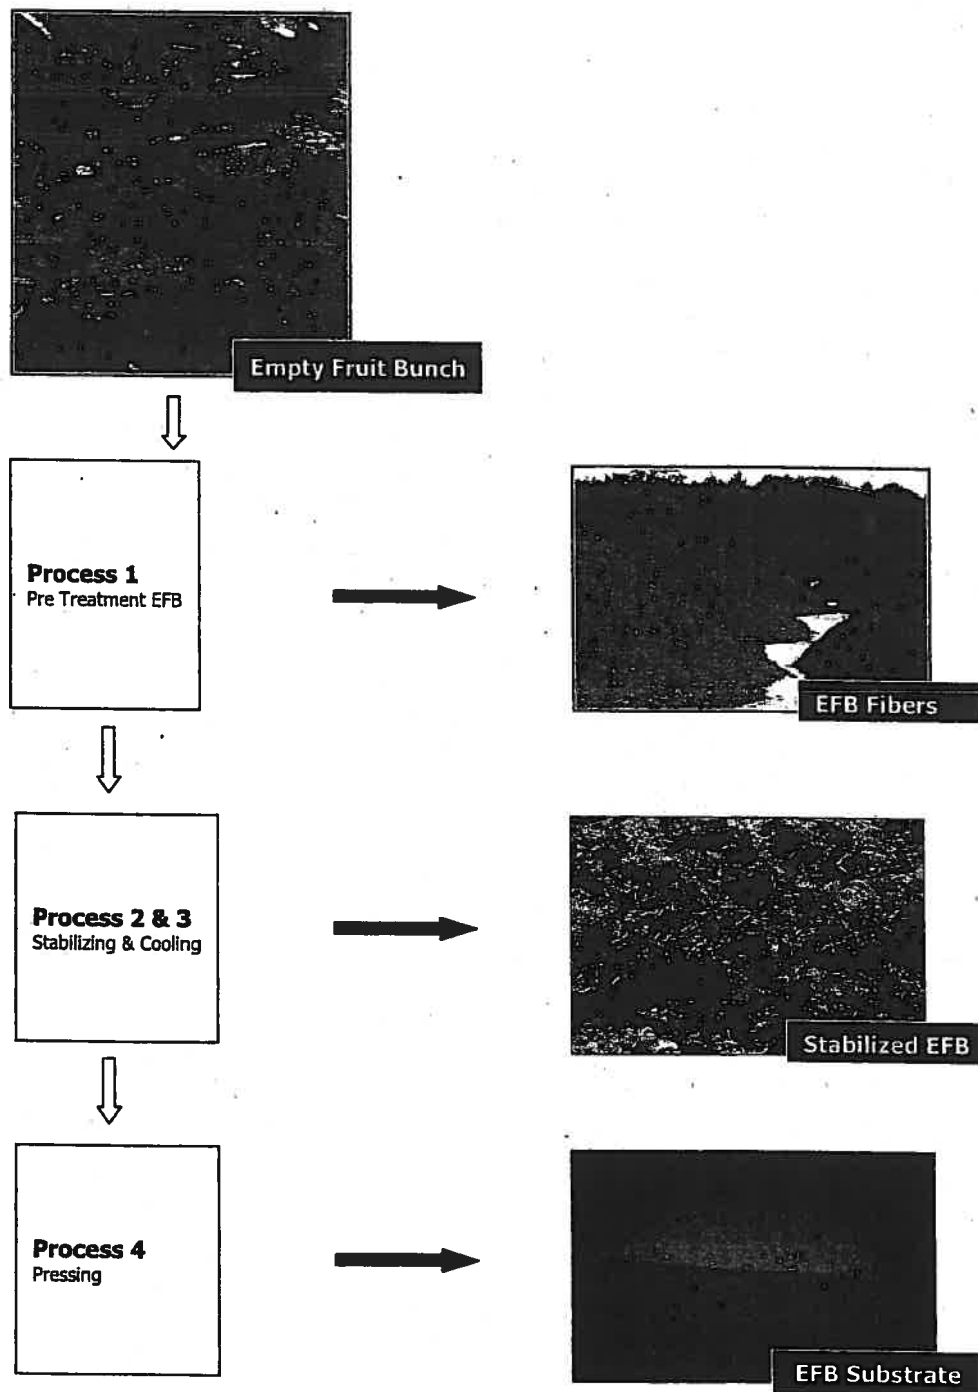 Empty Fruit Bunch
Process 1
Pre Treatment EFB
EFB Fibers
Process 2 & 3
Stabilizing & Cooling
Stabilized EFB
Process 4
Pressing
EFB Substrate